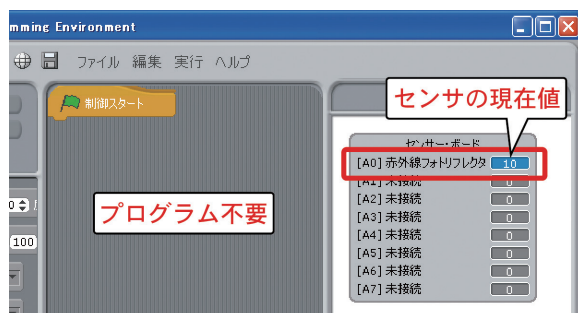 mming Environment
ファイル 編集 実行 ヘルプ
制御スタート
センサの現在値
センサー・ボード
[A0] 赤外線フォトリフレクタ 10
[A1] 未接続 0
[A2] 未接続 0
[A3] 未接続 0
[A4] 未接続 0
[A5] 未接続 0
[A6] 未接続 0
[A7] 未接続 0
プログラム不要
0
100